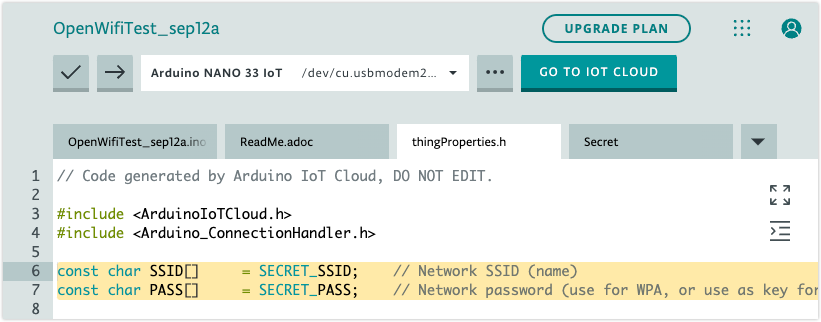 OpenWifiTest_sep12a
UPGRADE PLAN
Arduino NANO 33 IoT /dev/cu.usbmodem2...
GO TO IOT CLOUD
OpenWifiTest_sep12a.ino
ReadMe.adoc
thingProperties.h
Secret
1 // Code generated by Arduino IoT Cloud, DO NOT EDIT.
2
3 #include <ArduinoIoTCloud.h>
4 #include <Arduino_ConnectionHandler.h>
5
6 const char SSID[] = SECRET_SSID; // Network SSID (name)
7 const char PASS[] = SECRET_PASS; // Network password (use for WPA, or use as key for
8